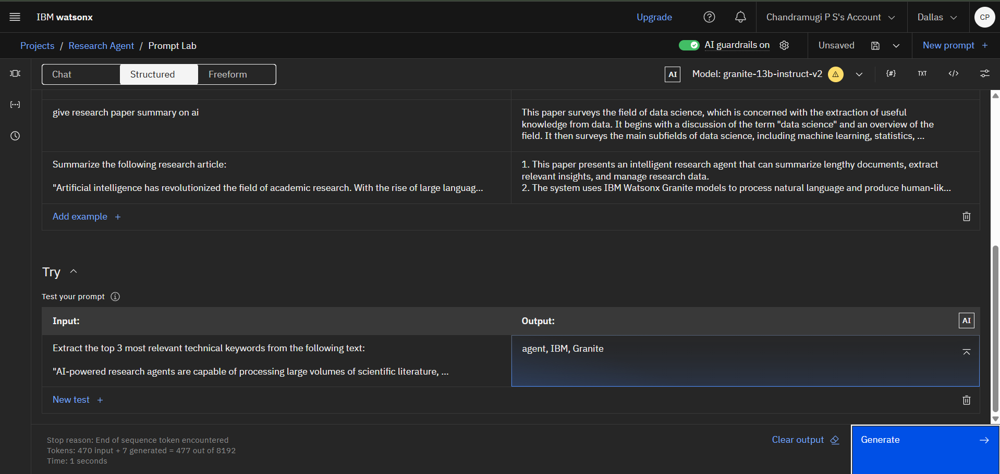 IBM watsonx
Upgrade
Chandramugi P S's Account
Dallas
CP
Projects / Research Agent / Prompt Lab
AI guardrails on
Unsaved
New prompt +
Chat
Structured
Freeform
AI
Model: granite-13b-instruct-v2
{#}
TXT
</>
give research paper summary on ai
This paper surveys the field of data science, which is concerned with the extraction of useful
knowledge from data. It begins with a discussion of the term "data science" and an overview of the
field. It then surveys the main subfields of data science, including machine learning, statistics, ...
Summarize the following research article:
"Artificial intelligence has revolutionized the field of academic research. With the rise of large languag...
1. This paper presents an intelligent research agent that can summarize lengthy documents, extract
relevant insights, and manage research data.
2. The system uses IBM Watsonx Granite models to process natural language and produce human-lik...
Add example +
Try
Test your prompt
Input:
Output:
AI
Extract the top 3 most relevant technical keywords from the following text:
"AI-powered research agents are capable of processing large volumes of scientific literature, ...
agent, IBM, Granite
New test +
Stop reason: End of sequence token encountered
Tokens: 470 input + 7 generated = 477 out of 8192
Time: 1 seconds
Clear output
Generate